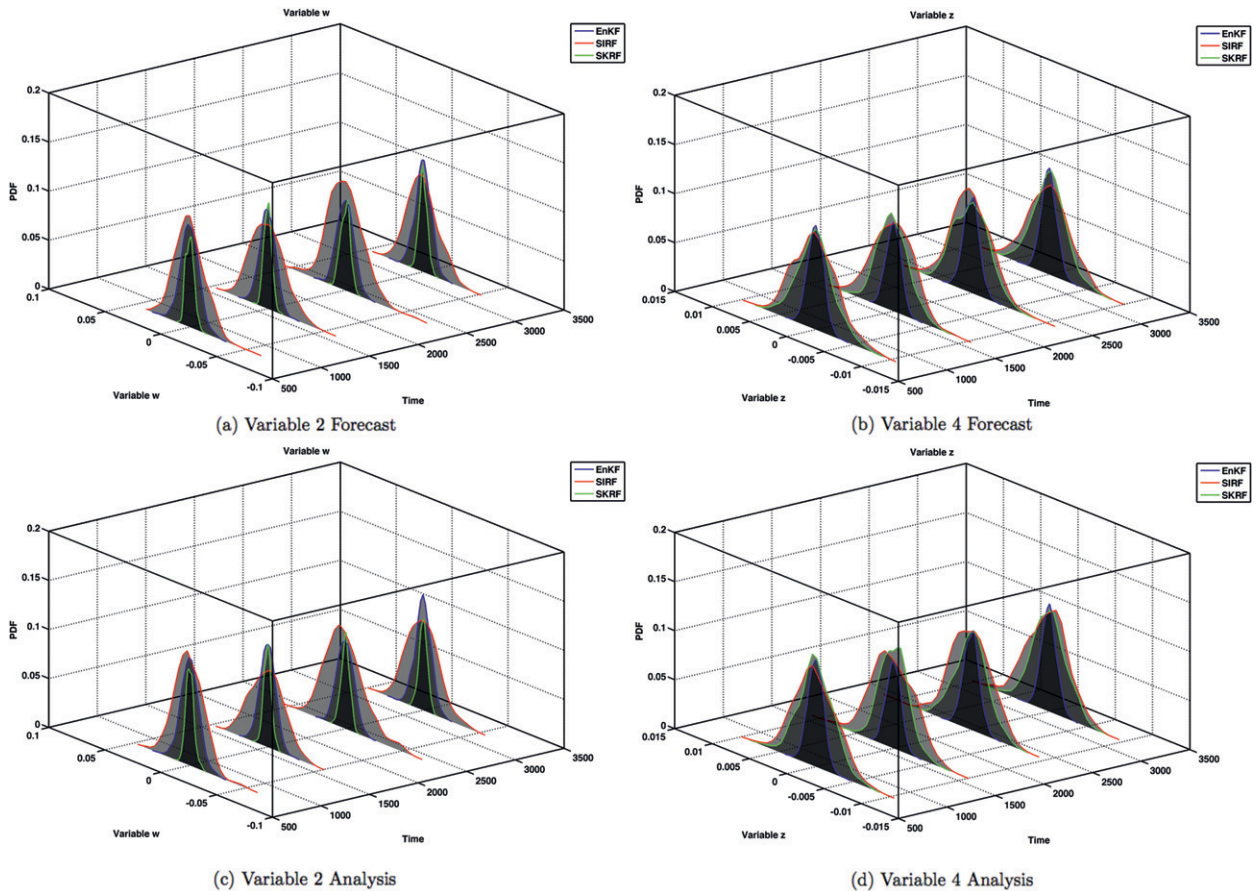 Variable w
EnKF
SIRF
SKRF
0.2
0.15
0.1
0.05
0
PDF
0.1
0.05
0
-0.05
-0.1
Variable w
500
1000
1500
2000
2500
3000
3500
Time
(a) Variable 2 Forecast
Variable z
EnKF
SIRF
SKRF
0.2
0.15
0.1
0.05
0
PDF
0.015
0.01
0.005
0
-0.005
-0.01
-0.015
Variable z
500
1000
1500
2000
2500
3000
3500
Time
(b) Variable 4 Forecast
Variable w
EnKF
SIRF
SKRF
0.2
0.15
0.1
0.05
0
PDF
0.1
0.05
0
-0.05
-0.1
Variable w
500
1000
1500
2000
2500
3000
3500
Time
(c) Variable 2 Analysis
Variable z
EnKF
SIRF
SKRF
0.2
0.15
0.1
0.05
0
PDF
0.015
0.01
0.005
0
-0.005
-0.01
-0.015
Variable z
500
1000
1500
2000
2500
3000
3500
Time
(d) Variable 4 Analysis